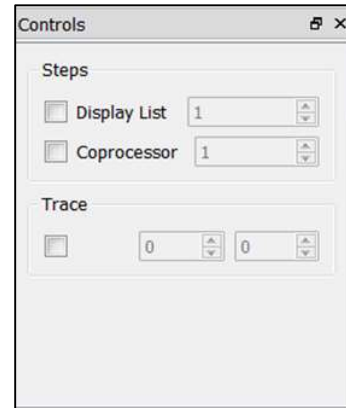 Controls
Steps
Display List 1
Coprocessor 1
Trace
0 0